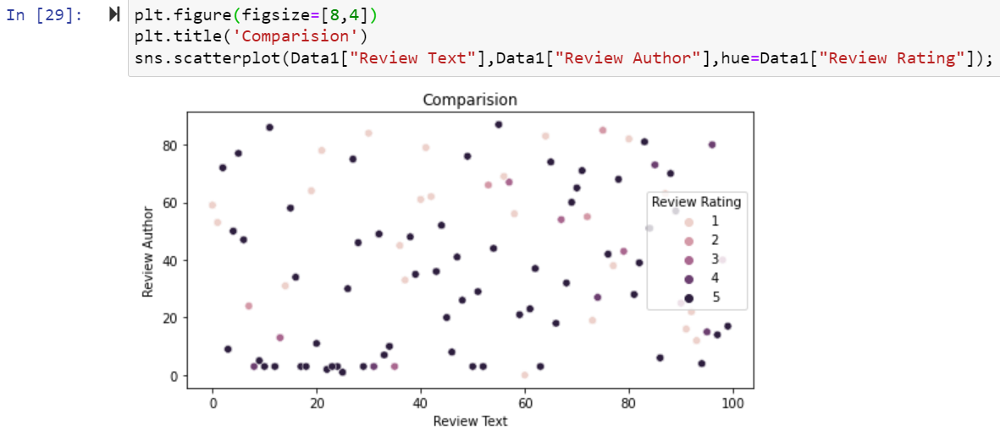 In [29]:
plt.figure(figsize=[8,4])
plt.title('Comparision')
sns.scatterplot(Data1["Review Text"],Data1["Review Author"],hue=Data1["Review Rating"]);
Comparision
80
60
40
20
0
Review Author
Review Rating
1
2
3
4
5
0 20 40 60 80 100
Review Text